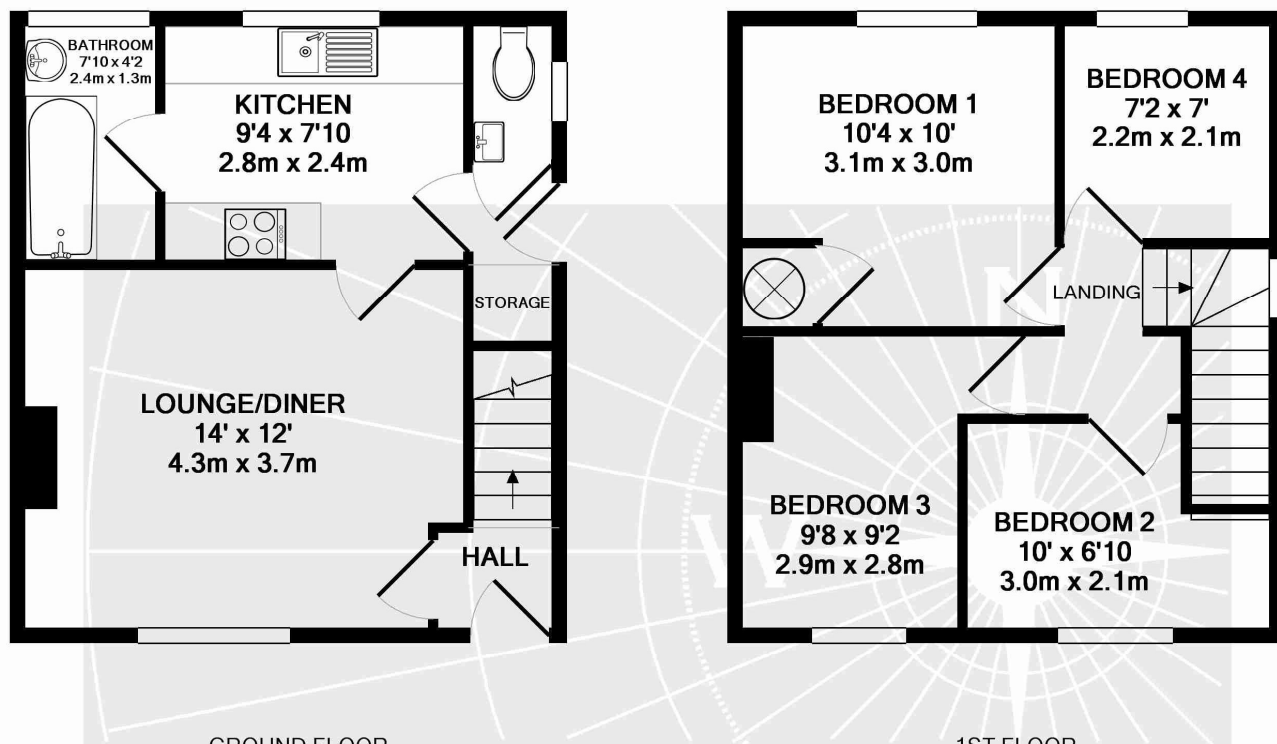 BATHROOM
7'10 x 4'2
2.4m x 1.3m
KITCHEN
9'4 x 7'10
2.8m x 2.4m
STORAGE
LOUNGE/DINER
14' x 12'
4.3m x 3.7m
HALL
GROUND FLOOR
BEDROOM 1
10'4 x 10'
3.1m x 3.0m
BEDROOM 4
7'2 x 7'
2.2m x 2.1m
LANDING
N
W
BEDROOM 3
9'8 x 9'2
2.9m x 2.8m
BEDROOM 2
10' x 6'10
3.0m x 2.1m
1ST FLOOR